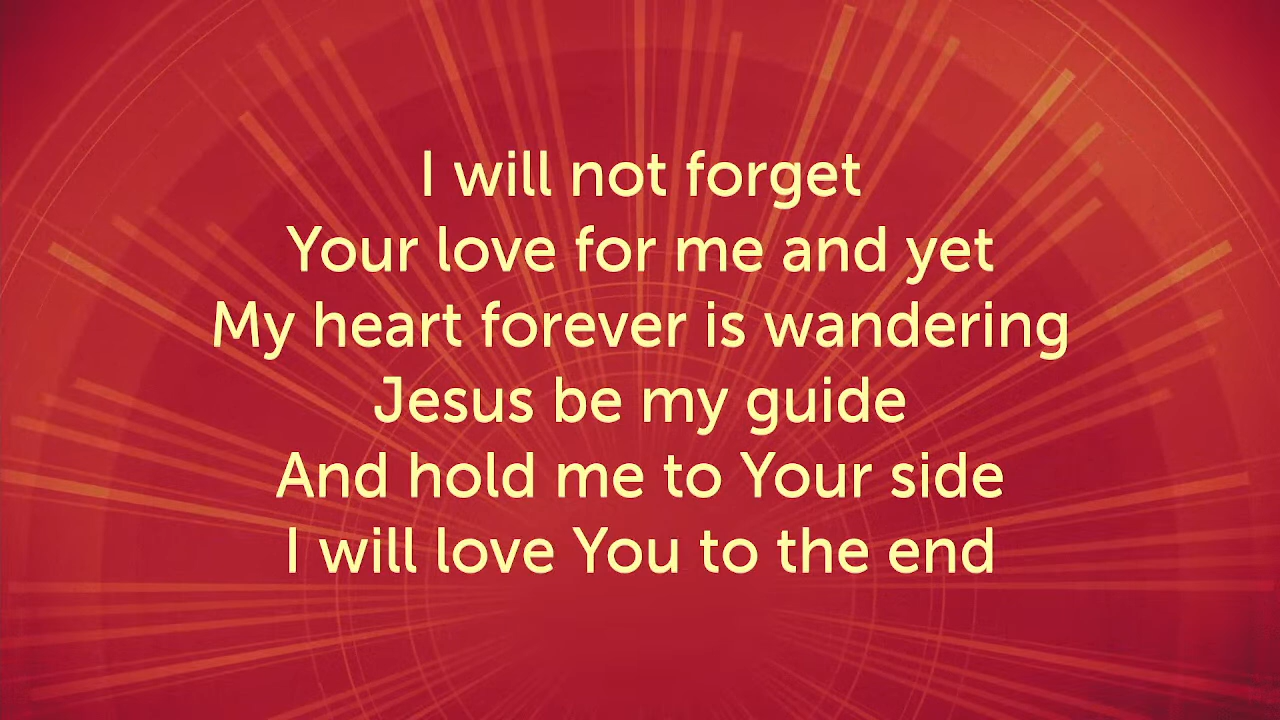 I will not forget
Your love for me and yet
My heart forever is wandering
Jesus be my guide
And hold me to Your side
I will love You to the end